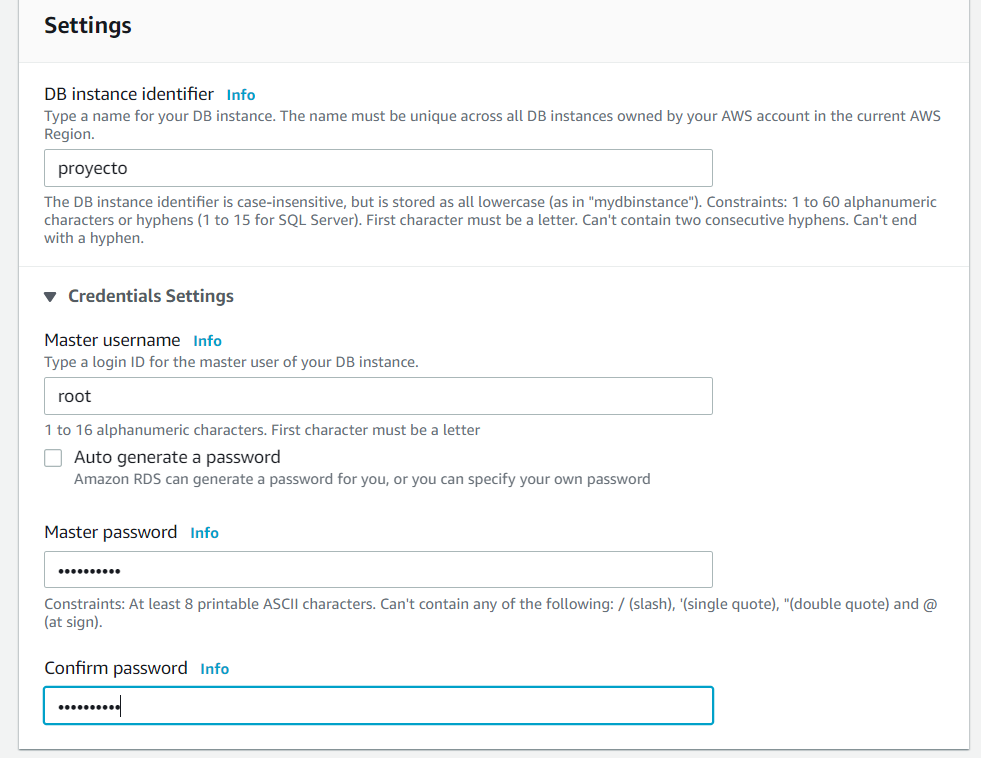 Settings
DB instance identifier Info
Type a name for your DB instance. The name must be unique across all DB instances owned by your AWS account in the current AWS
Region.
proyecto
The DB instance identifier is case-insensitive, but is stored as all lowercase (as in "mydbinstance"). Constraints: 1 to 60 alphanumeric
characters or hyphens (1 to 15 for SQL Server). First character must be a letter. Can't contain two consecutive hyphens. Can't end
with a hyphen.
Credentials Settings
Master username Info
Type a login ID for the master user of your DB instance.
root
1 to 16 alphanumeric characters. First character must be a letter
Auto generate a password
Amazon RDS can generate a password for you, or you can specify your own password
Master password Info
••••••••••
Constraints: At least 8 printable ASCII characters. Can't contain any of the following: / (slash), '(single quote), "(double quote) and @
(at sign).
Confirm password Info
••••••••••